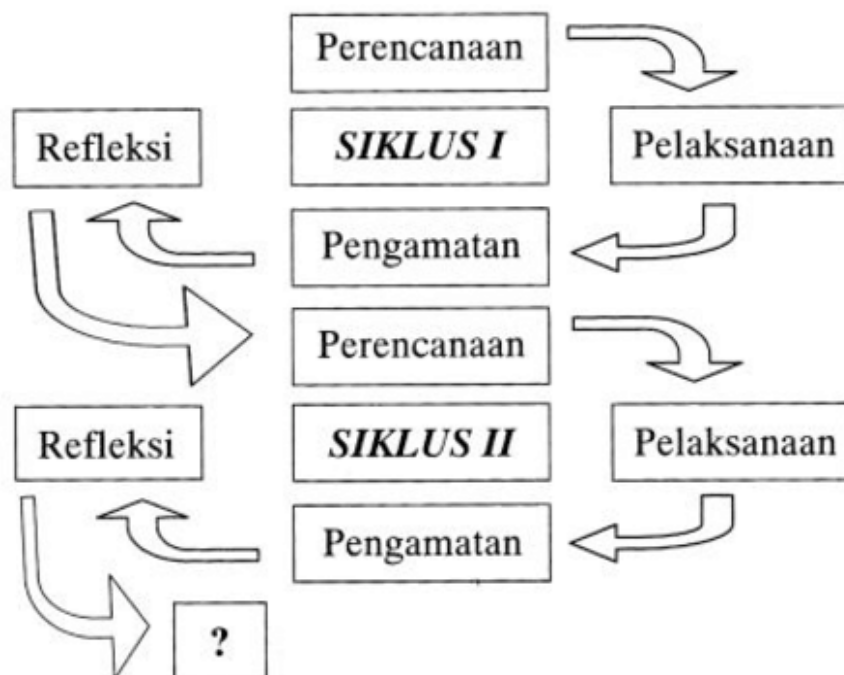 Perencanaan
Refleksi
SIKLUS I
Pelaksanaan
Pengamatan
Perencanaan
Refleksi
SIKLUS II
Pelaksanaan
Pengamatan
?